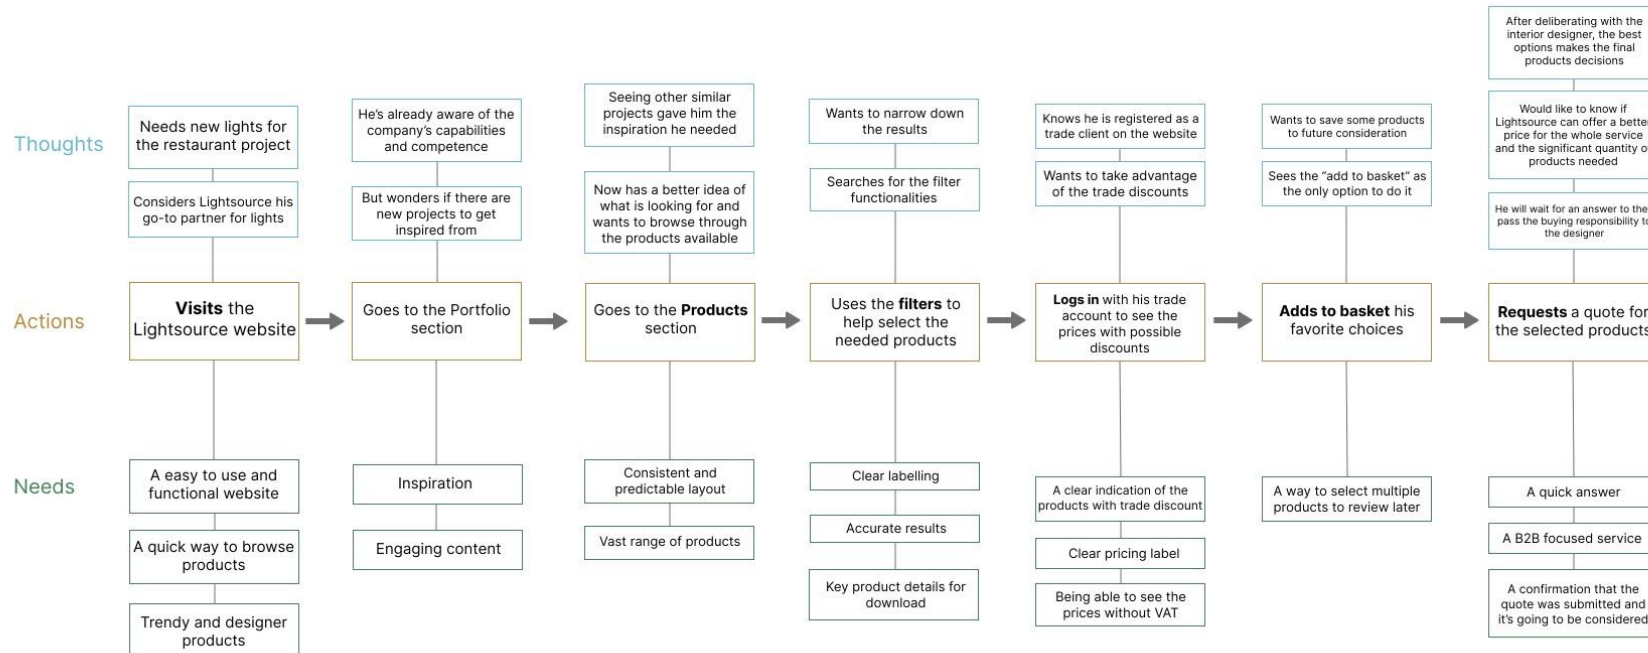 Thoughts
Needs new lights for
the restaurant project
Considers Lightsource his
go-to partner for lights
He's already aware of the
company's capabilities
and competence
But wonders if there are
new projects to get
inspired from
Seeing other similar
projects gave him the
inspiration he needed
Now has a better idea of
what is looking for and
wants to browse through
the products available
Wants to narrow down
the results
Searches for the filter
functionalities
Knows he is registered as a
trade client on the website
Wants to take advantage
of the trade discounts
Wants to save some products
to future consideration
Sees the "add to basket" as
the only option to do it
After deliberating with the
interior designer, the best
options makes the final
products decisions
Would like to know if
Lightsource can offer a better
price for the whole service
and the significant quantity of
products needed
He will wait for an answer to the
pass the buying responsibility to
the designer
Actions
Visits the
Lightsource website
Goes to the Portfolio
section
Goes to the Products
section
Uses the filters to
help select the
needed products
Logs in with his trade
account to see the
prices with possible
discounts
Adds to basket his
favorite choices
Requests a quote for
the selected products
Needs
A easy to use and
functional website
A quick way to browse
products
Trendy and designer
products
Inspiration
Engaging content
Consistent and
predictable layout
Vast range of products
Clear labelling
Accurate results
Key product details for
download
A clear indication of the
products with trade discount
Clear pricing label
Being able to see the
prices without VAT
A way to select multiple
products to review later
A quick answer
A B2B focused service
A confirmation that the
quote was submitted and
it's going to be considered